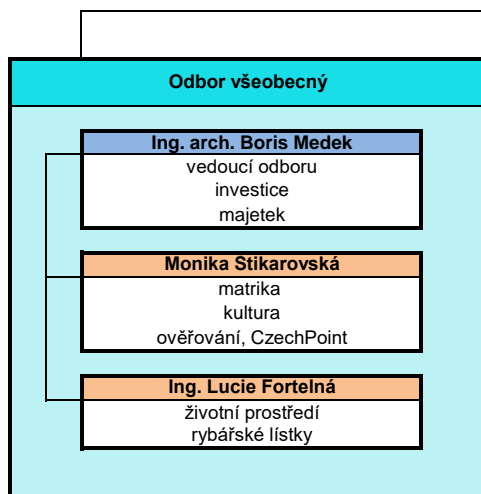 Odbor všeobecný
Ing. arch. Boris Medek
vedoucí odboru
investice
majetek
Monika Stikarovská
matrika
kultura
ověřování, CzechPoint
Ing. Lucie Fortelná
životní prostředí
rybářské lístky